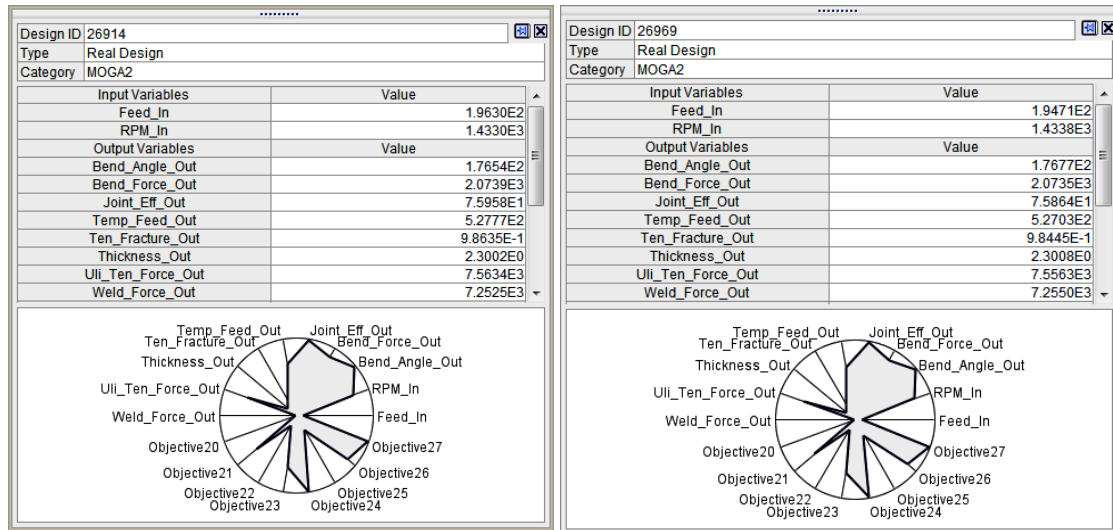 Design ID 26914
Type Real Design
Category MOGA2
Input Variables Value
Feed_In 1.9630E2
RPM_In 1.4330E3
Output Variables Value
Bend_Angle_Out 1.7654E2
Bend_Force_Out 2.0739E3
Joint_Eff_Out 7.5958E1
Temp_Feed_Out 5.2777E2
Ten_Fracture_Out 9.8635E-1
Thickness_Out 2.3002E0
Uli_Ten_Force_Out 7.5634E3
Weld_Force_Out 7.2525E3
Temp_Feed_Out Joint_Eff_Out
Ten_Fracture_Out Bend_Force_Out
Thickness_Out Bend_Angle_Out
Uli_Ten_Force_Out RPM_In
Weld_Force_Out Feed_In
Objective20 Objective27
Objective21 Objective26
Objective22 Objective25
Objective23 Objective24
Design ID 26969
Type Real Design
Category MOGA2
Input Variables Value
Feed_In 1.9471E2
RPM_In 1.4338E3
Output Variables Value
Bend_Angle_Out 1.7677E2
Bend_Force_Out 2.0735E3
Joint_Eff_Out 7.5864E1
Temp_Feed_Out 5.2703E2
Ten_Fracture_Out 9.8445E-1
Thickness_Out 2.3008E0
Uli_Ten_Force_Out 7.5563E3
Weld_Force_Out 7.2550E3
Temp_Feed_Out Joint_Eff_Out
Ten_Fracture_Out Bend_Force_Out
Thickness_Out Bend_Angle_Out
Uli_Ten_Force_Out RPM_In
Weld_Force_Out Feed_In
Objective20 Objective27
Objective21 Objective26
Objective22 Objective25
Objective23 Objective24